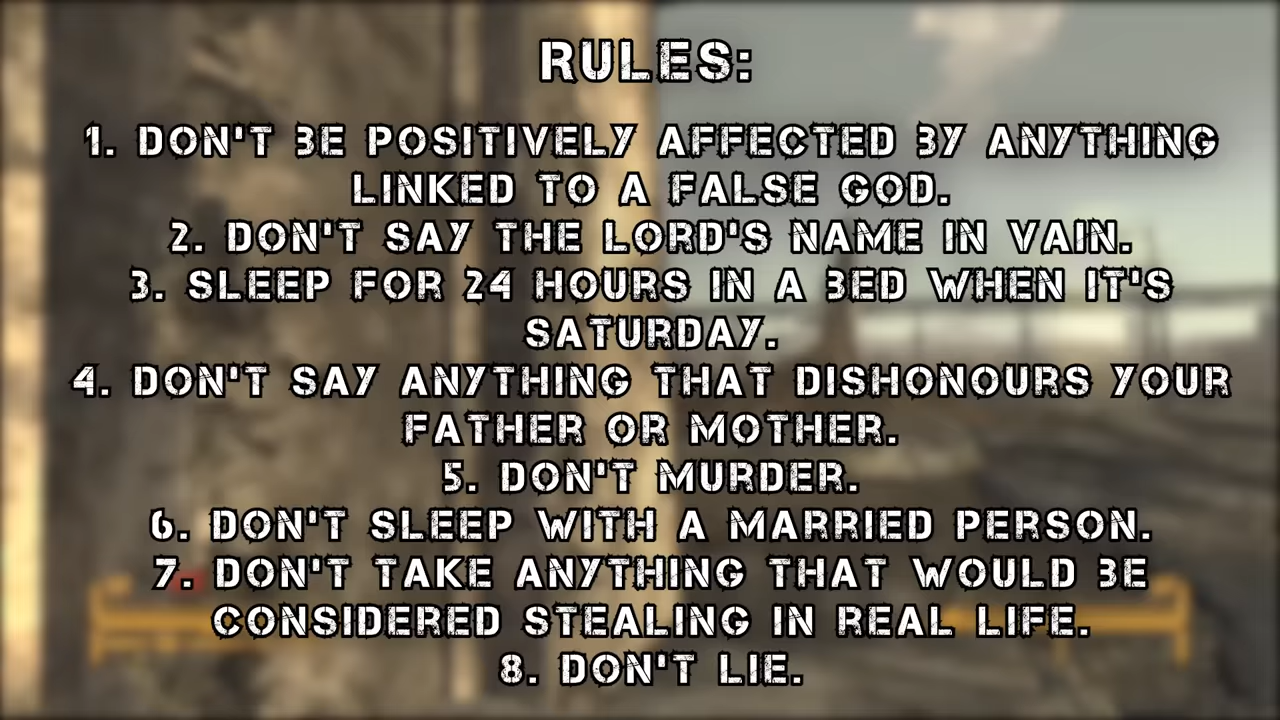 RULES:
1. DON'T BE POSITIVELY AFFECTED BY ANYTHING
LINKED TO A FALSE GOD.
2. DON'T SAY THE LORD'S NAME IN VAIN.
3. SLEEP FOR 24 HOURS IN A BED WHEN IT'S
SATURDAY.
4. DON'T SAY ANYTHING THAT DISHONOURS YOUR
FATHER OR MOTHER.
5. DON'T MURDER.
6. DON'T SLEEP WITH A MARRIED PERSON.
7. DON'T TAKE ANYTHING THAT WOULD BE
CONSIDERED STEALING IN REAL LIFE.
8. DON'T LIE.